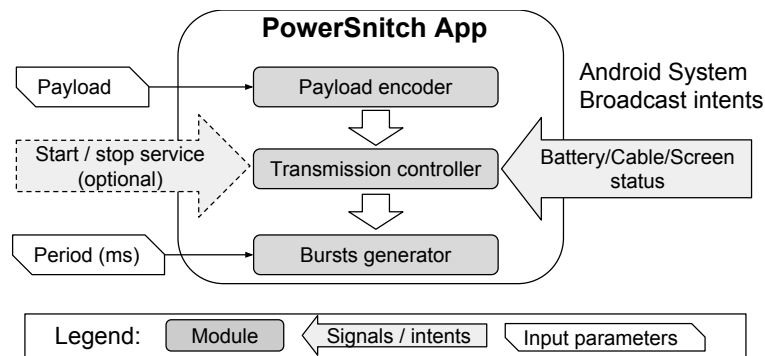 PowerSnitch App
Payload
Payload encoder
Android System
Broadcast intents
Start / stop service
(optional)
Transmission controller
Battery/Cable/Screen
status
Period (ms)
Bursts generator
Legend:
Module
Signals / intents
Input parameters